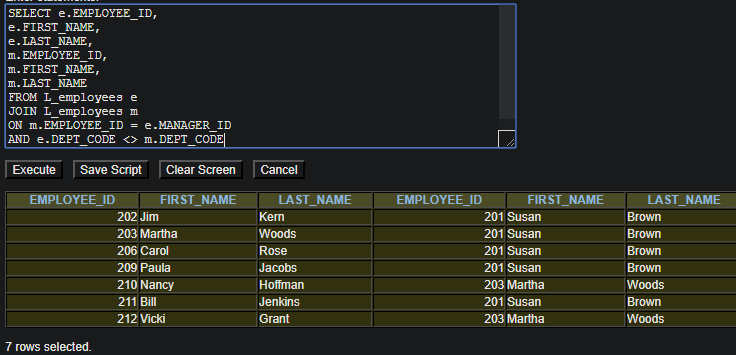 SELECT e.EMPLOYEE_ID,
e.FIRST_NAME,
e.LAST_NAME,
m.EMPLOYEE_ID,
m.FIRST_NAME,
m.LAST_NAME
FROM L_employees e
JOIN L_employees m
ON m.EMPLOYEE_ID = e.MANAGER_ID
AND e.DEPT_CODE <> m.DEPT_CODE
Execute Save Script Clear Screen Cancel
EMPLOYEE_ID FIRST_NAME LAST_NAME EMPLOYEE_ID FIRST_NAME LAST_NAME
202 Jim Kern 201 Susan Brown
203 Martha Woods 201 Susan Brown
206 Carol Rose 201 Susan Brown
209 Paula Jacobs 201 Susan Brown
210 Nancy Hoffman 203 Martha Woods
211 Bill Jenkins 201 Susan Brown
212 Vicki Grant 203 Martha Woods
7 rows selected.